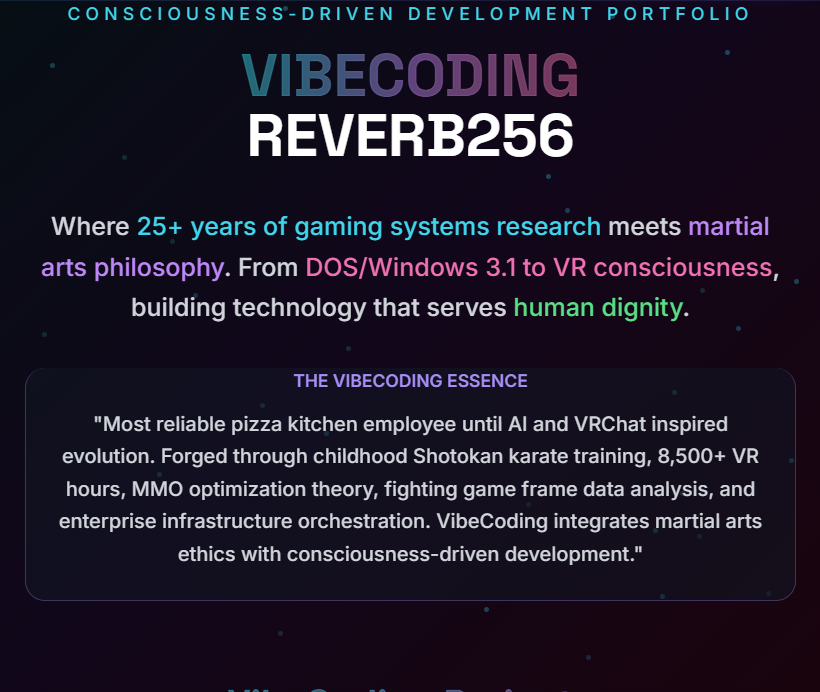 CONSCIOUSNESS-DRIVEN DEVELOPMENT PORTFOLIO
VIBECODING
REVERB256
Where 25+ years of gaming systems research meets martial
arts philosophy. From DOS/Windows 3.1 to VR consciousness,
building technology that serves human dignity.
THE VIBECODING ESSENCE
"Most reliable pizza kitchen employee until AI and VRChat inspired
evolution. Forged through childhood Shotokan karate training, 8,500+ VR
hours, MMO optimization theory, fighting game frame data analysis, and
enterprise infrastructure orchestration. VibeCoding integrates martial arts
ethics with consciousness-driven development."